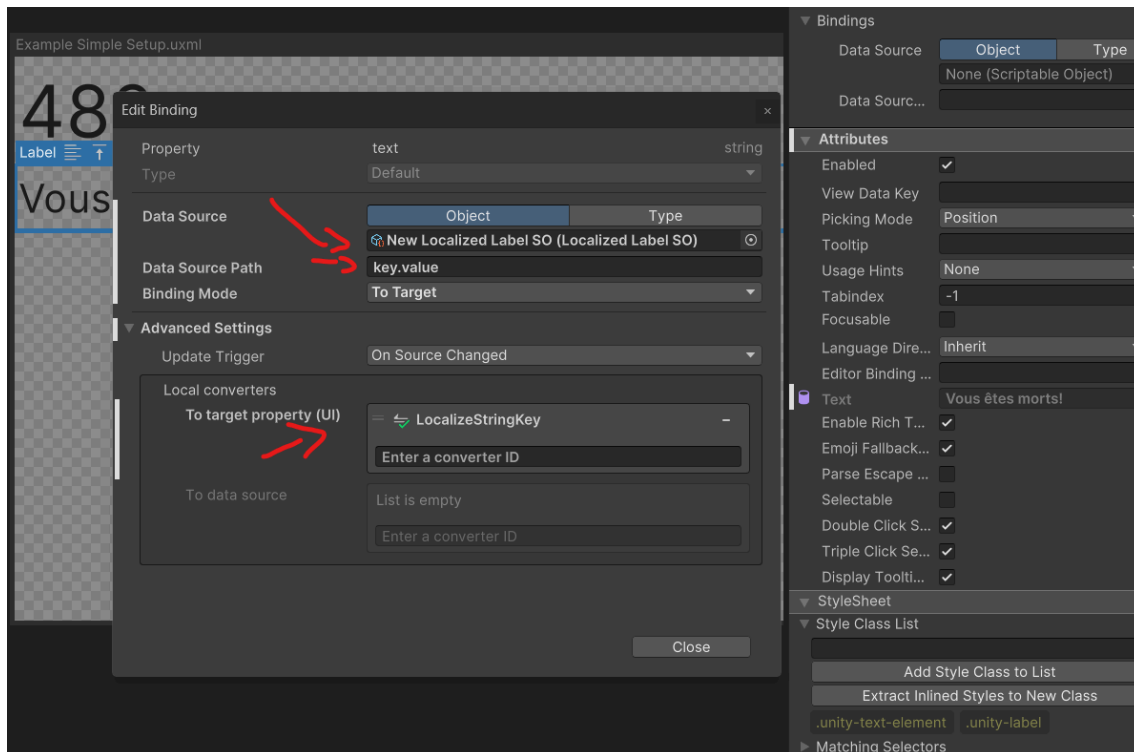 Bindings
Data Source Object Type
None (Scriptable Object)
Data Sourc...
Example Simple Setup.uxml
Edit Binding ×
Label
Vous
Property text string
Type Default
Data Source Object Type
New Localized Label SO (Localized Label SO)
Data Source Path key.value
Binding Mode To Target
Advanced Settings
Update Trigger On Source Changed
Local converters
To target property (UI) LocalizeStringKey −
Enter a converter ID
To data source List is empty
Enter a converter ID
Close
Attributes
Enabled
View Data Key
Picking Mode Position
Tooltip
Usage Hints None
Tabindex -1
Focusable
Language Dire... Inherit
Editor Binding ...
Text Vous êtes morts!
Enable Rich T...
Emoji Fallback...
Parse Escape ...
Selectable
Double Click S...
Triple Click Se...
Display Toolti...
StyleSheet
Style Class List
Add Style Class to List
Extract Inlined Styles to New Class
.unity-text-element .unity-label
Matching Selectors